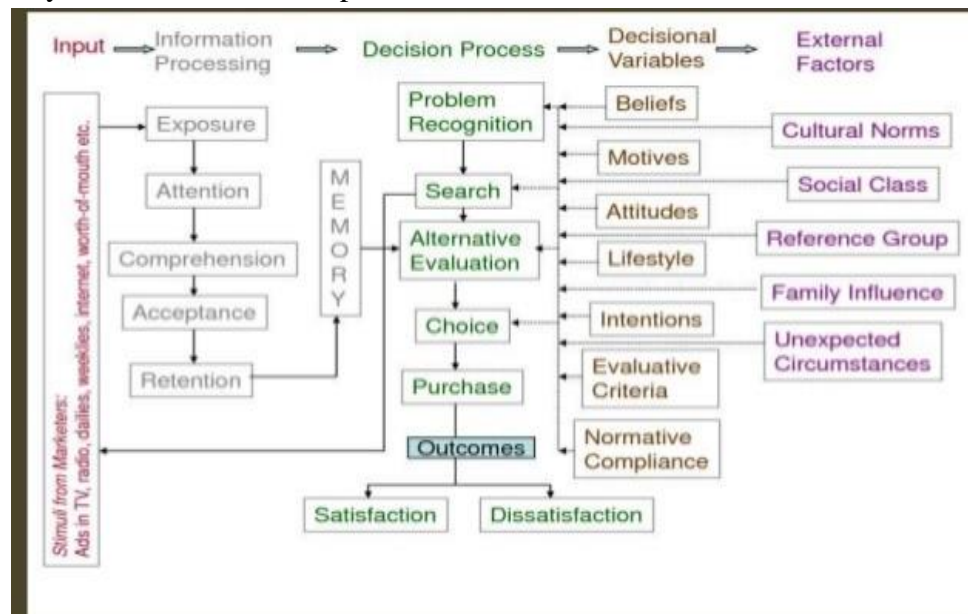 Input
Information
Processing
Decision Process
Decisional
Variables
External
Factors
Stimuli from Marketers:
Ads in TV, radio, dailies, weeklies, internet, worth-of-mouth etc.
Exposure
Attention
Comprehension
Acceptance
Retention
MEMORY
Problem
Recognition
Search
Alternative
Evaluation
Choice
Purchase
Outcomes
Satisfaction
Dissatisfaction
Beliefs
Motives
Attitudes
Lifestyle
Intentions
Evaluative
Criteria
Normative
Compliance
Cultural Norms
Social Class
Reference Group
Family Influence
Unexpected
Circumstances